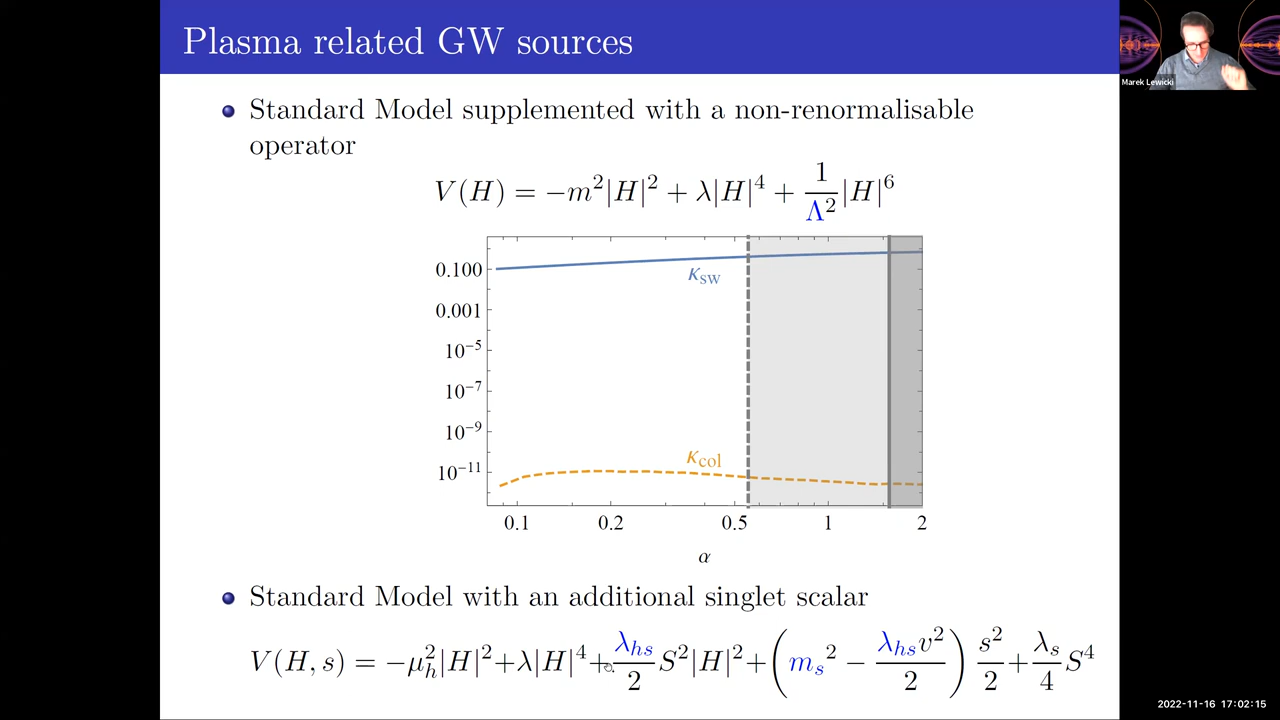 Plasma related GW sources
Marek Lewicki
Standard Model supplemented with a non-renormalisable
operator
V(H) = −m²|H|² + λ|H|⁴ + 1/Λ² |H|⁶
0.100
0.001
10⁻⁵
10⁻⁷
10⁻⁹
10⁻¹¹
κ_sw
κ_col
0.1 0.2 0.5 1 2
α
Standard Model with an additional singlet scalar
V(H, s) = −μ_h²|H|²+λ|H|⁴+λ_hs/2 S²|H|²+(m_s² − λ_hs v²/2) s²/2+λ_s/4 S⁴
2022-11-16 17:02:15